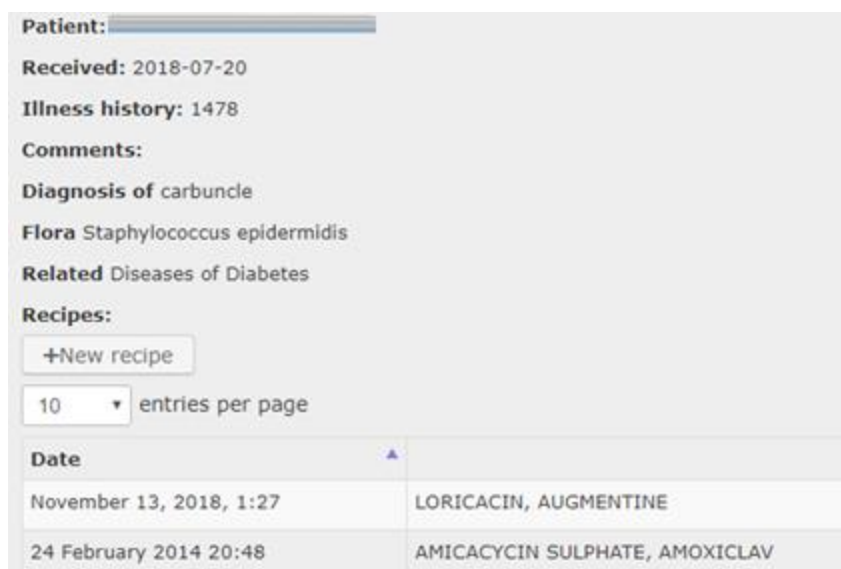 Patient:
Received: 2018-07-20
Illness history: 1478
Comments:
Diagnosis of carbuncle
Flora Staphylococcus epidermidis
Related Diseases of Diabetes
Recipes:
+New recipe
10 entries per page
Date
November 13, 2018, 1:27 LORICACIN, AUGMENTINE
24 February 2014 20:48 AMICACYCIN SULPHATE, AMOXICLAV